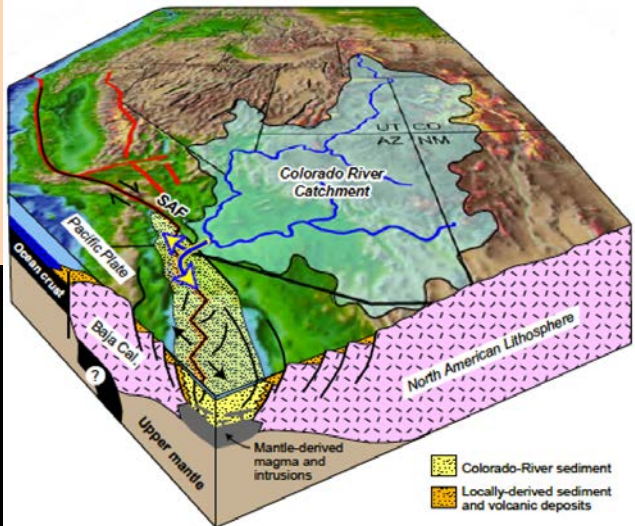 UT CO
AZ NM
Colorado River
Catchment
SAF
Pacific Plate
Ocean crust
Baja Cal.,
North American Lithosphere
?
Upper mantle
Mantle-derived
magma and
intrusions
Colorado-River sediment
Locally-derived sediment
and volcanic deposits